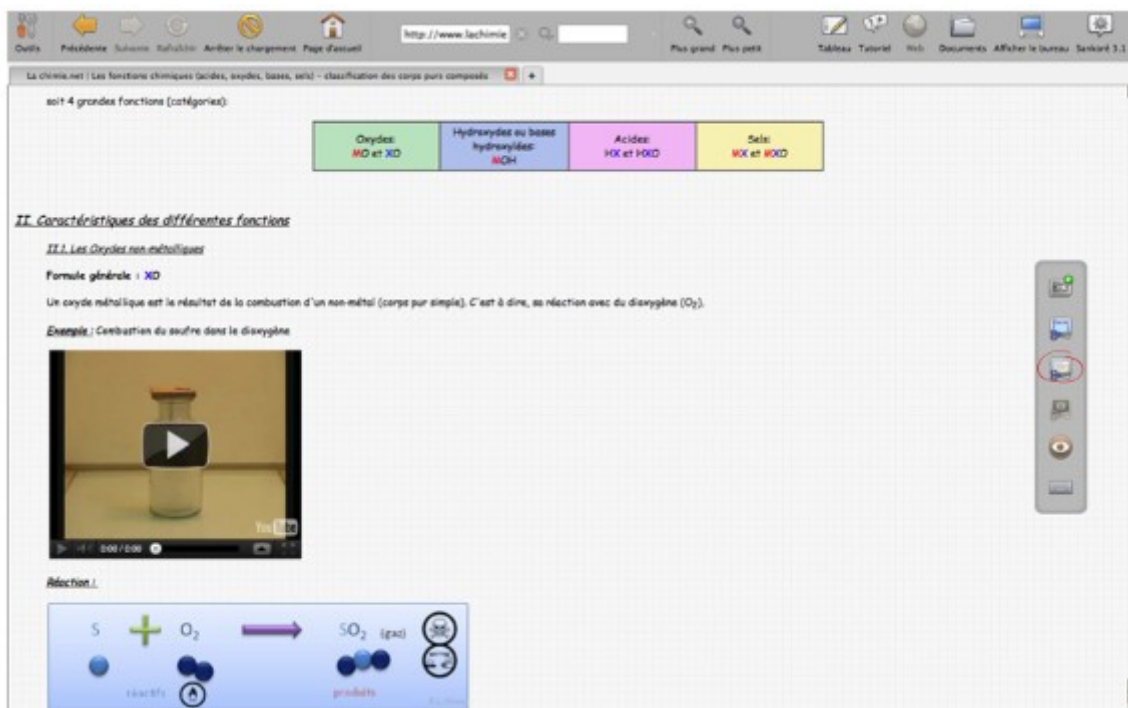 http://www.lachimie
Outils Précédente Suivante Rafraîchir Arrêter le chargement Page d'accueil Plus grand Plus petit Tableau Tutoriel Web Documents Afficher le bureau Sankoré 3.1
La chimie.net | Les fonctions chimiques (acides, oxydes, bases, sels) - classification des corps purs composés
soit 4 grandes fonctions (catégories):
Oxydes:
MO et XO
Hydroxydes ou bases
hydroxylées:
MOH
Acides:
HX et HXO
Sels:
MX et MXO
II. Caractéristiques des différentes fonctions
II.1. Les Oxydes non-métalliques
Formule générale : XO
Un oxyde métallique est le résultat de la combustion d'un non-métal (corps pur simple). C'est à dire, sa réaction avec du dioxygène (O₂).
Exemple : Combustion du soufre dans le dioxygène
YouTube
0:00 / 0:00
Réaction :
S + O₂ SO₂ (gaz)
réactifs produits